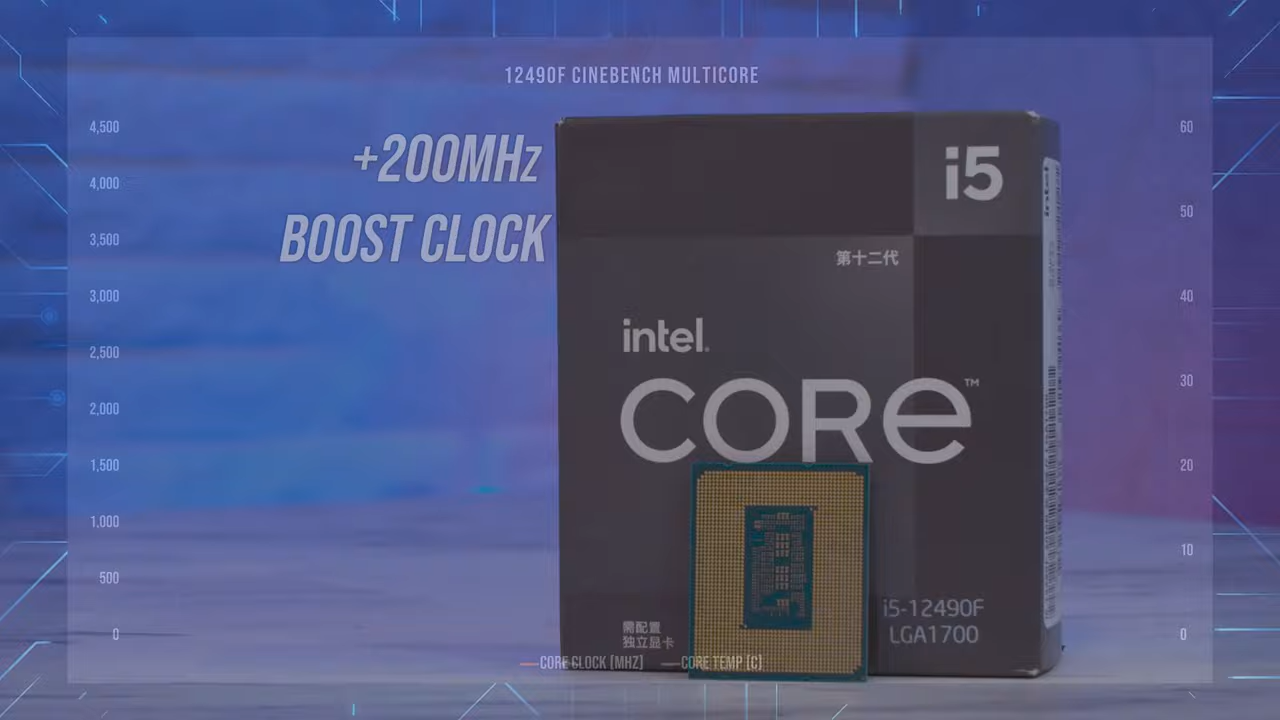 12490F CINEBENCH MULTICORE
4,500
4,000
3,500
3,000
2,500
2,000
1,500
1,000
500
0
+200MHz
BOOST CLOCK
i5
第十二代
intel.
CORE™
i5-12490F
LGA1700
需配置
独立显卡
intel
60
50
40
30
20
10
0
CORE CLOCK [MHZ]
CORE TEMP [C]